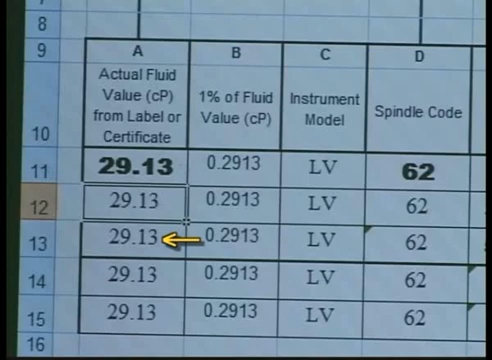 8
9 A B C D
Actual Fluid
Value (cP)
from Label or
Certificate
1% of Fluid
Value (cP)
Instrument
Model
Spindle Code
10
11 29.13 0.2913 LV 62
12 29.13 0.2913 LV 62
13 29.13 0.2913 LV 62
14 29.13 0.2913 LV 62
15 29.13 0.2913 LV 62
16